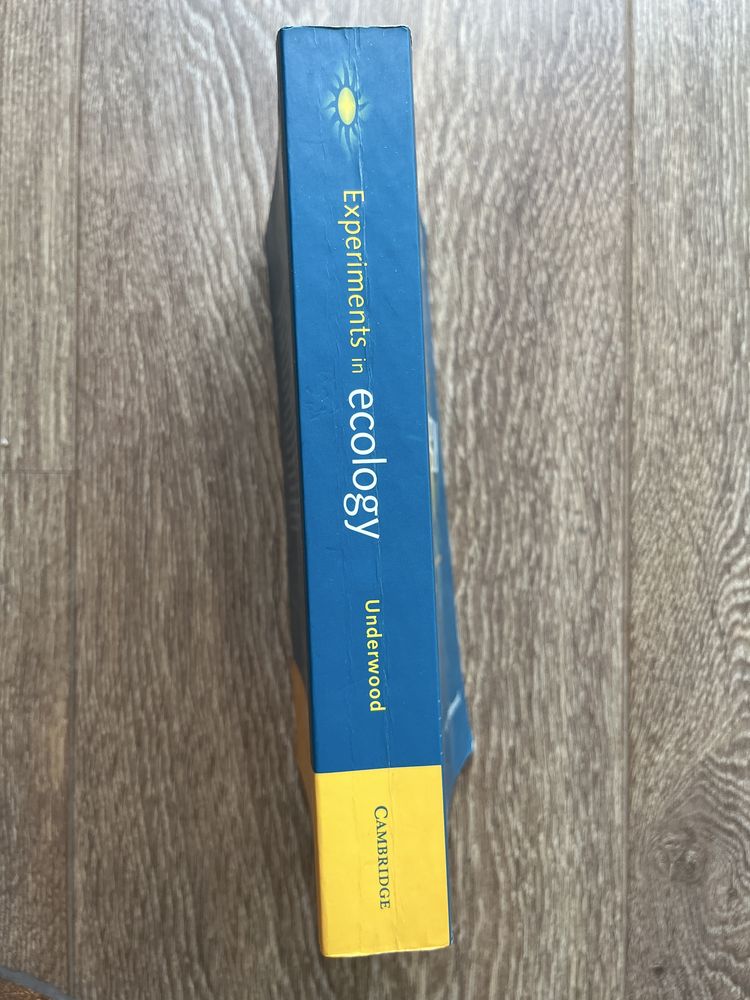 Experiments in ecology
Underwood
CAMBRIDGE